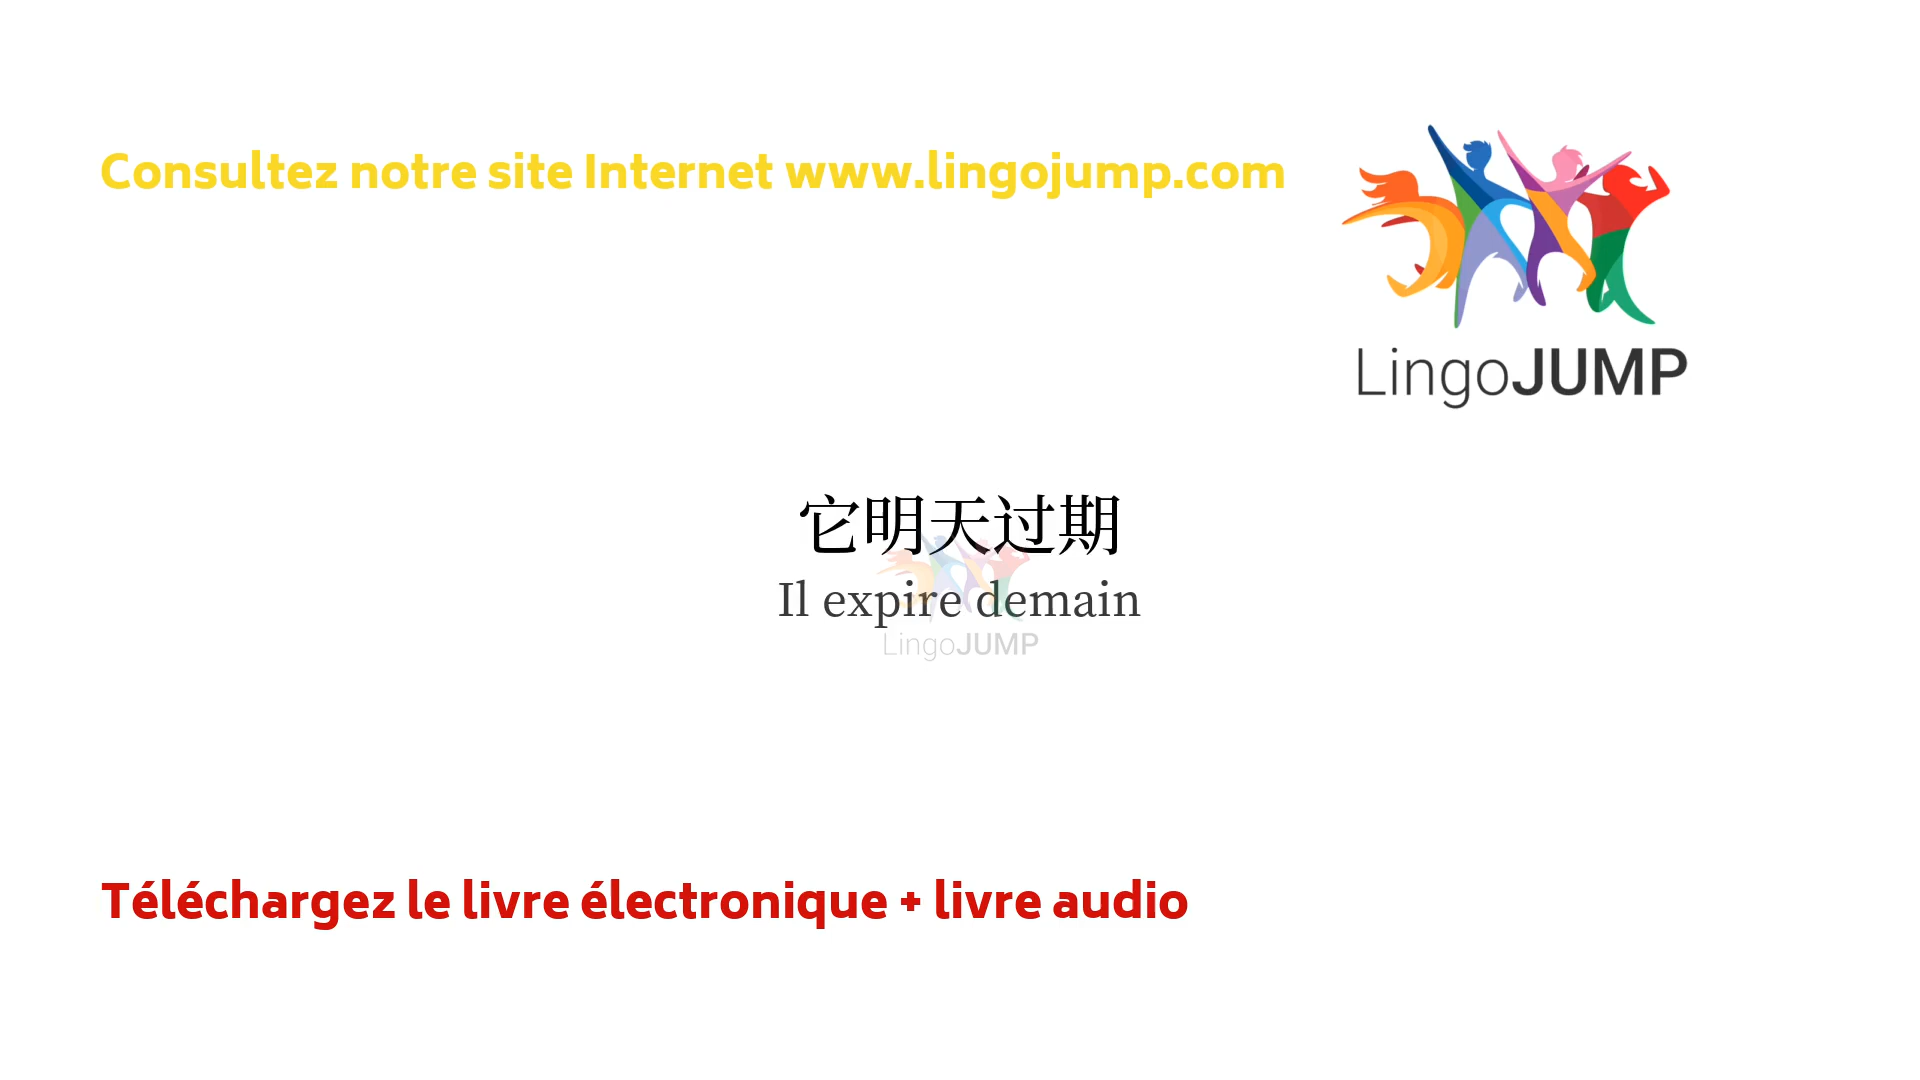 Consultez notre site Internet www.lingojump.com
LingoJUMP
它明天过期
Il expire demain
LingoJUMP
Téléchargez le livre électronique + livre audio